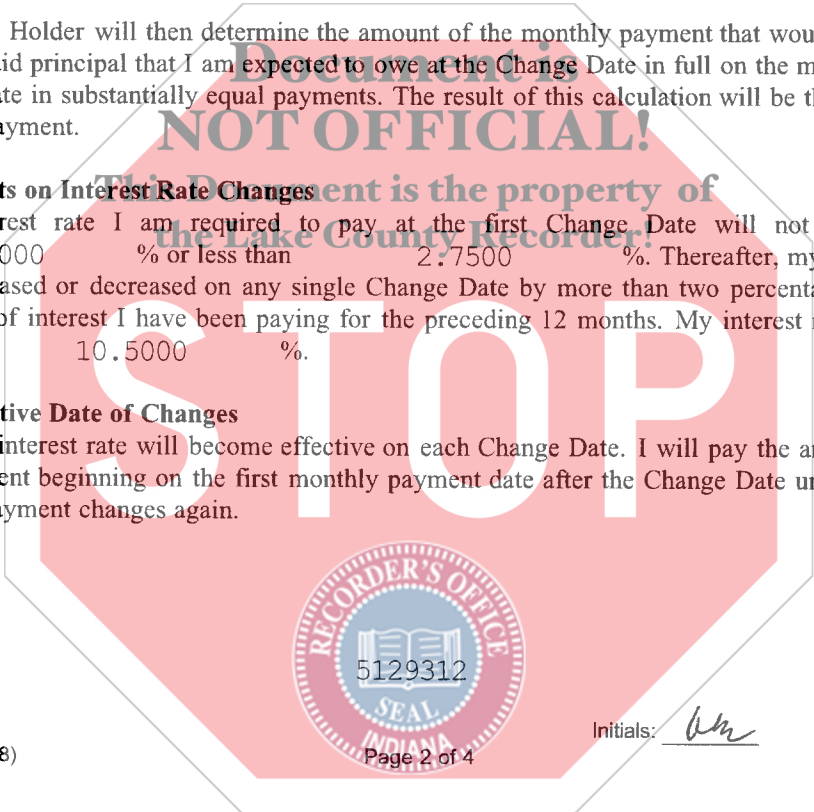 Holder will then determine the amount of the monthly payment that wou
id principal that I am expected to owe at the Change Date in full on the m
te in substantially equal payments. The result of this calculation will be th
ayment.
Document is
NOT OFFICIAL!
This Document is the property of
the Lake County Recorder!
ts on Interest Rate Changes
rest rate I am required to pay at the first Change Date will not
000 % or less than 2.7500 %. Thereafter, my
ased or decreased on any single Change Date by more than two percenta
of interest I have been paying for the preceding 12 months. My interest r
10.5000 %.
STOP
tive Date of Changes
interest rate will become effective on each Change Date. I will pay the a
ent beginning on the first monthly payment date after the Change Date u
ayment changes again.
RECORDER'S OFFICE
5129312
SEAL
INDIANA
Initials:
8)
Page 2 of 4